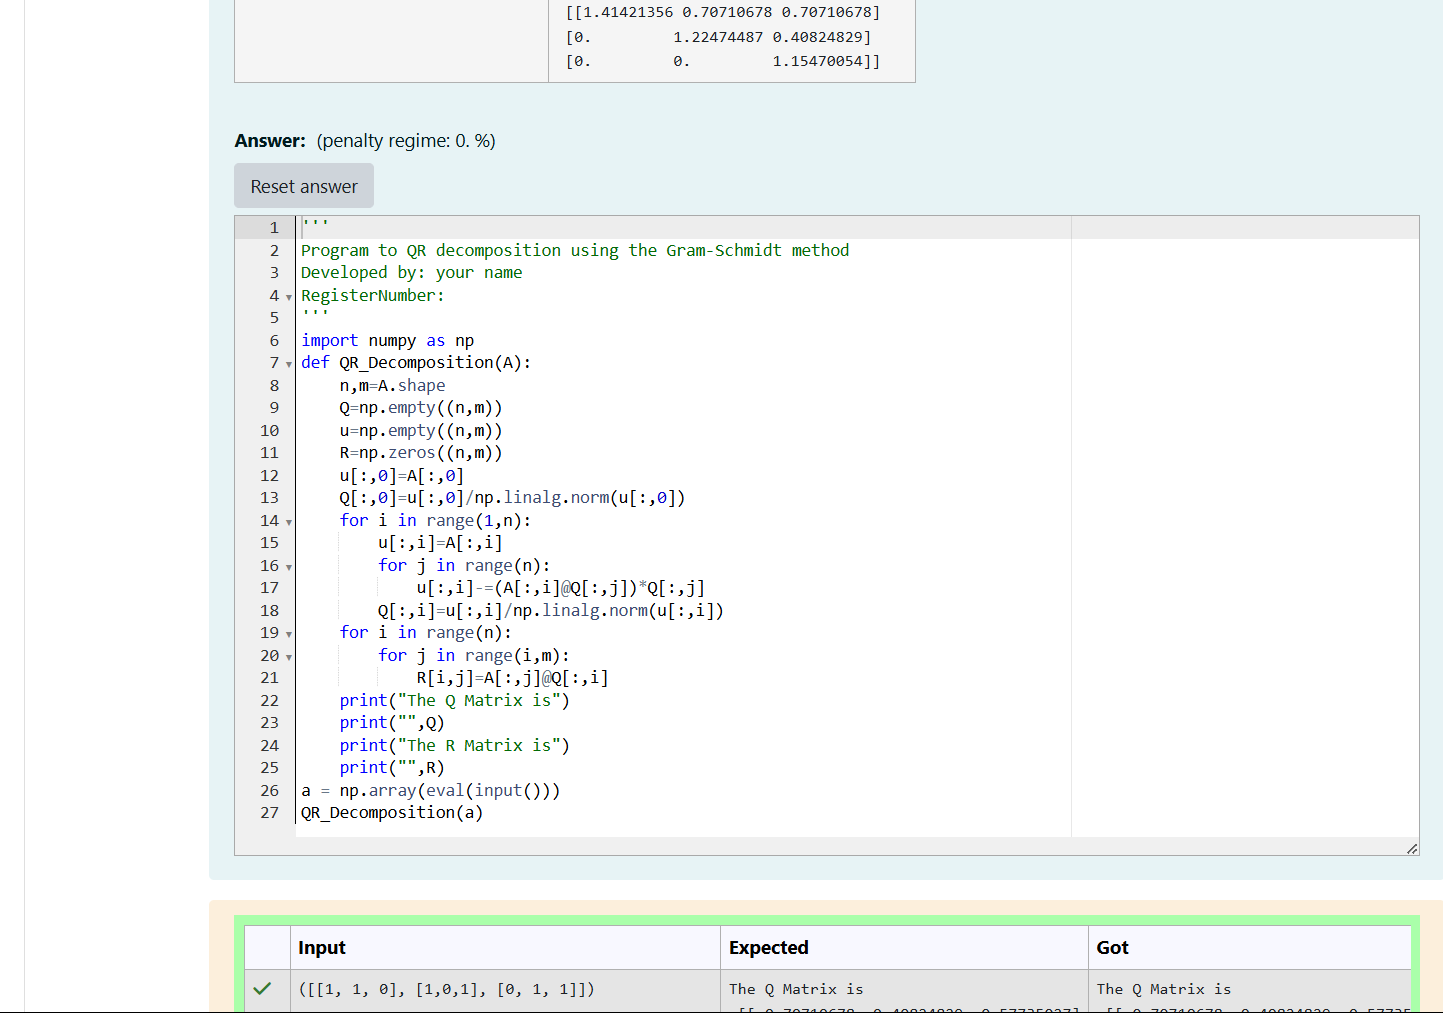 [[1.41421356 0.70710678 0.70710678]
[0.         1.22474487 0.40824829]
[0.         0.         1.15470054]]
Answer: (penalty regime: 0. %)
Reset answer
1 '''
2 Program to QR decomposition using the Gram-Schmidt method
3 Developed by: your name
4 RegisterNumber:
5 '''
6 import numpy as np
7 def QR_Decomposition(A):
8     n,m=A.shape
9     Q=np.empty((n,m))
10     u=np.empty((n,m))
11     R=np.zeros((n,m))
12     u[:,0]=A[:,0]
13     Q[:,0]=u[:,0]/np.linalg.norm(u[:,0])
14     for i in range(1,n):
15         u[:,i]=A[:,i]
16         for j in range(n):
17             u[:,i]-=(A[:,i]@Q[:,j])*Q[:,j]
18         Q[:,i]=u[:,i]/np.linalg.norm(u[:,i])
19     for i in range(n):
20         for j in range(i,m):
21             R[i,j]=A[:,j]@Q[:,i]
22     print("The Q Matrix is")
23     print("",Q)
24     print("The R Matrix is")
25     print("",R)
26 a = np.array(eval(input()))
27 QR_Decomposition(a)
Input Expected Got
([[1, 1, 0], [1,0,1], [0, 1, 1]]) The Q Matrix is The Q Matrix is